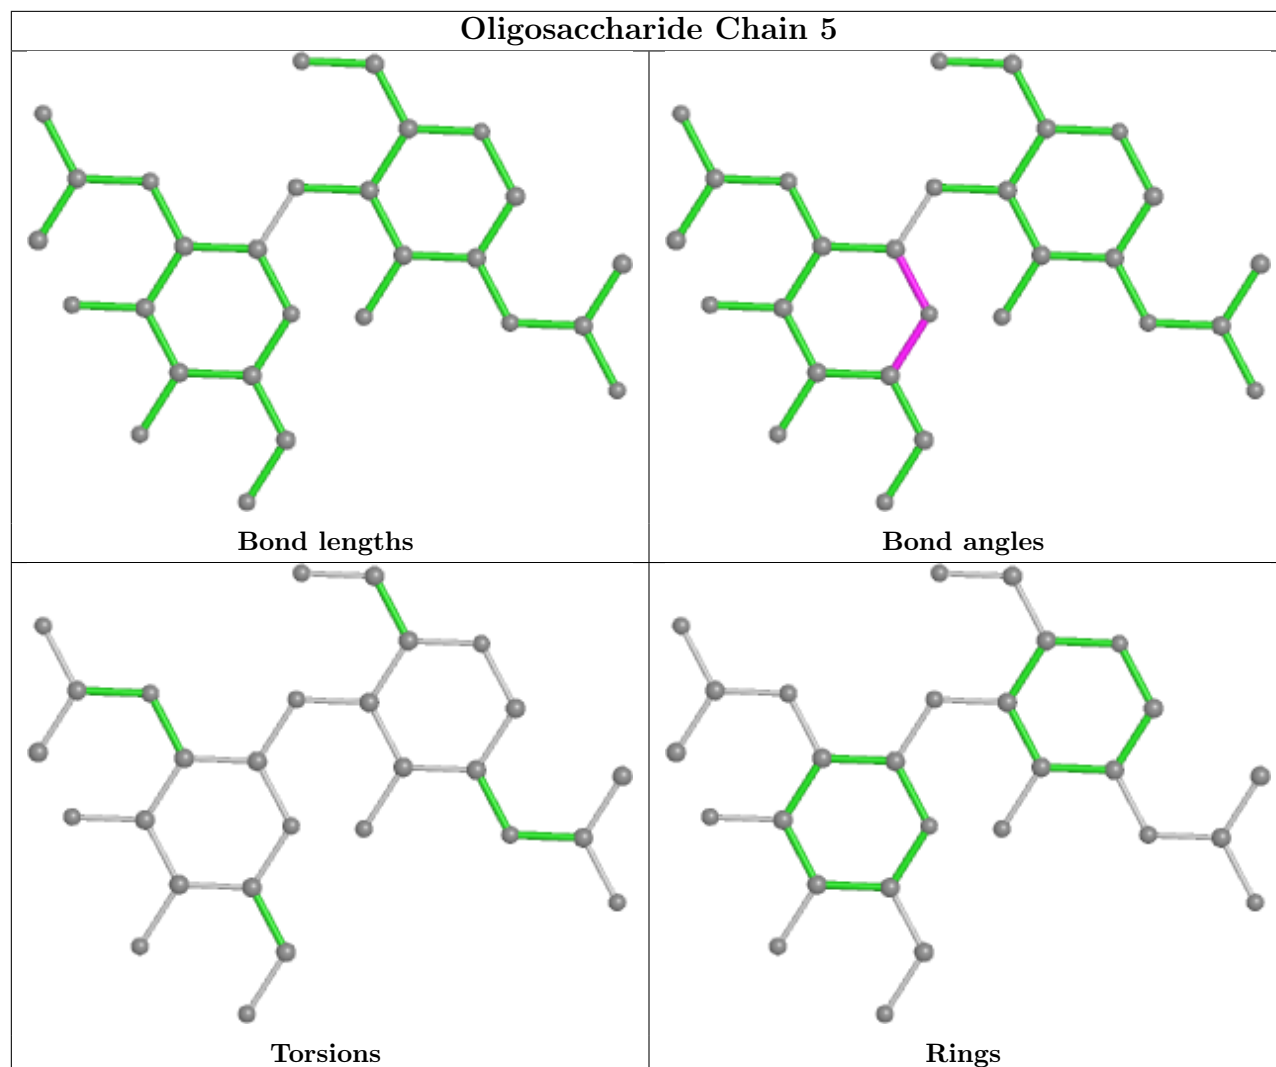 Oligosaccharide Chain 5
Bond lengths
Bond angles
Torsions
Rings